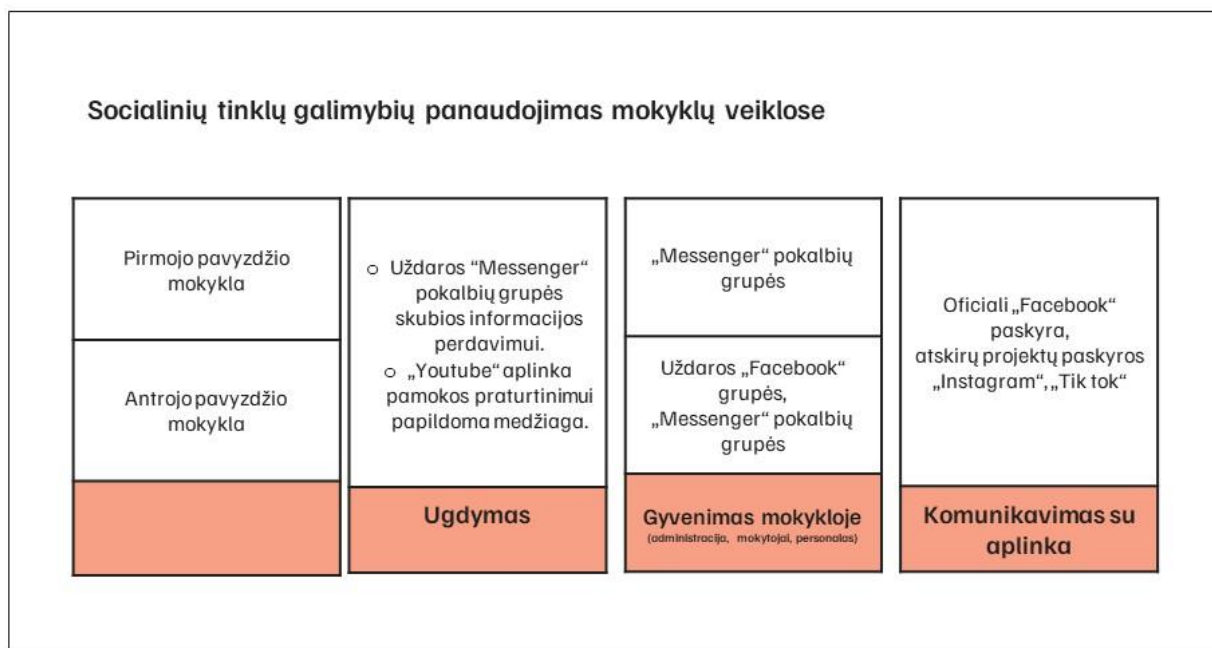 Socialinių tinklų galimybių panaudojimas mokyklų veiklose
Pirmojo pavyzdžio
mokykla
Antrojo pavyzdžio
mokykla
o Uždaros “Messenger“
pokalbių grupės
skubios informacijos
perdavimui.
o „Youtube“ aplinka
pamokos praturtinimui
papildoma medžiaga.
Ugdymas
„Messenger“ pokalbių
grupės
Uždaros „Facebook“
grupės,
„Messenger“ pokalbių
grupės
Gyvenimas mokykloje
(administracija, mokytojai, personalas)
Oficiali „Facebook“
paskyra,
atskirų projektų paskyros
„Instagram“, „Tik tok“
Komunikavimas su
aplinka